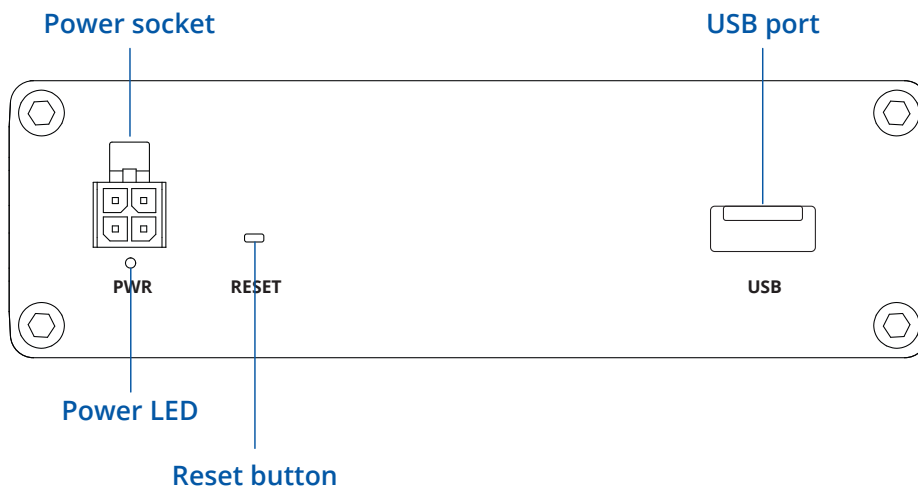 Power socket
USB port
PWR
RESET
USB
Power LED
Reset button